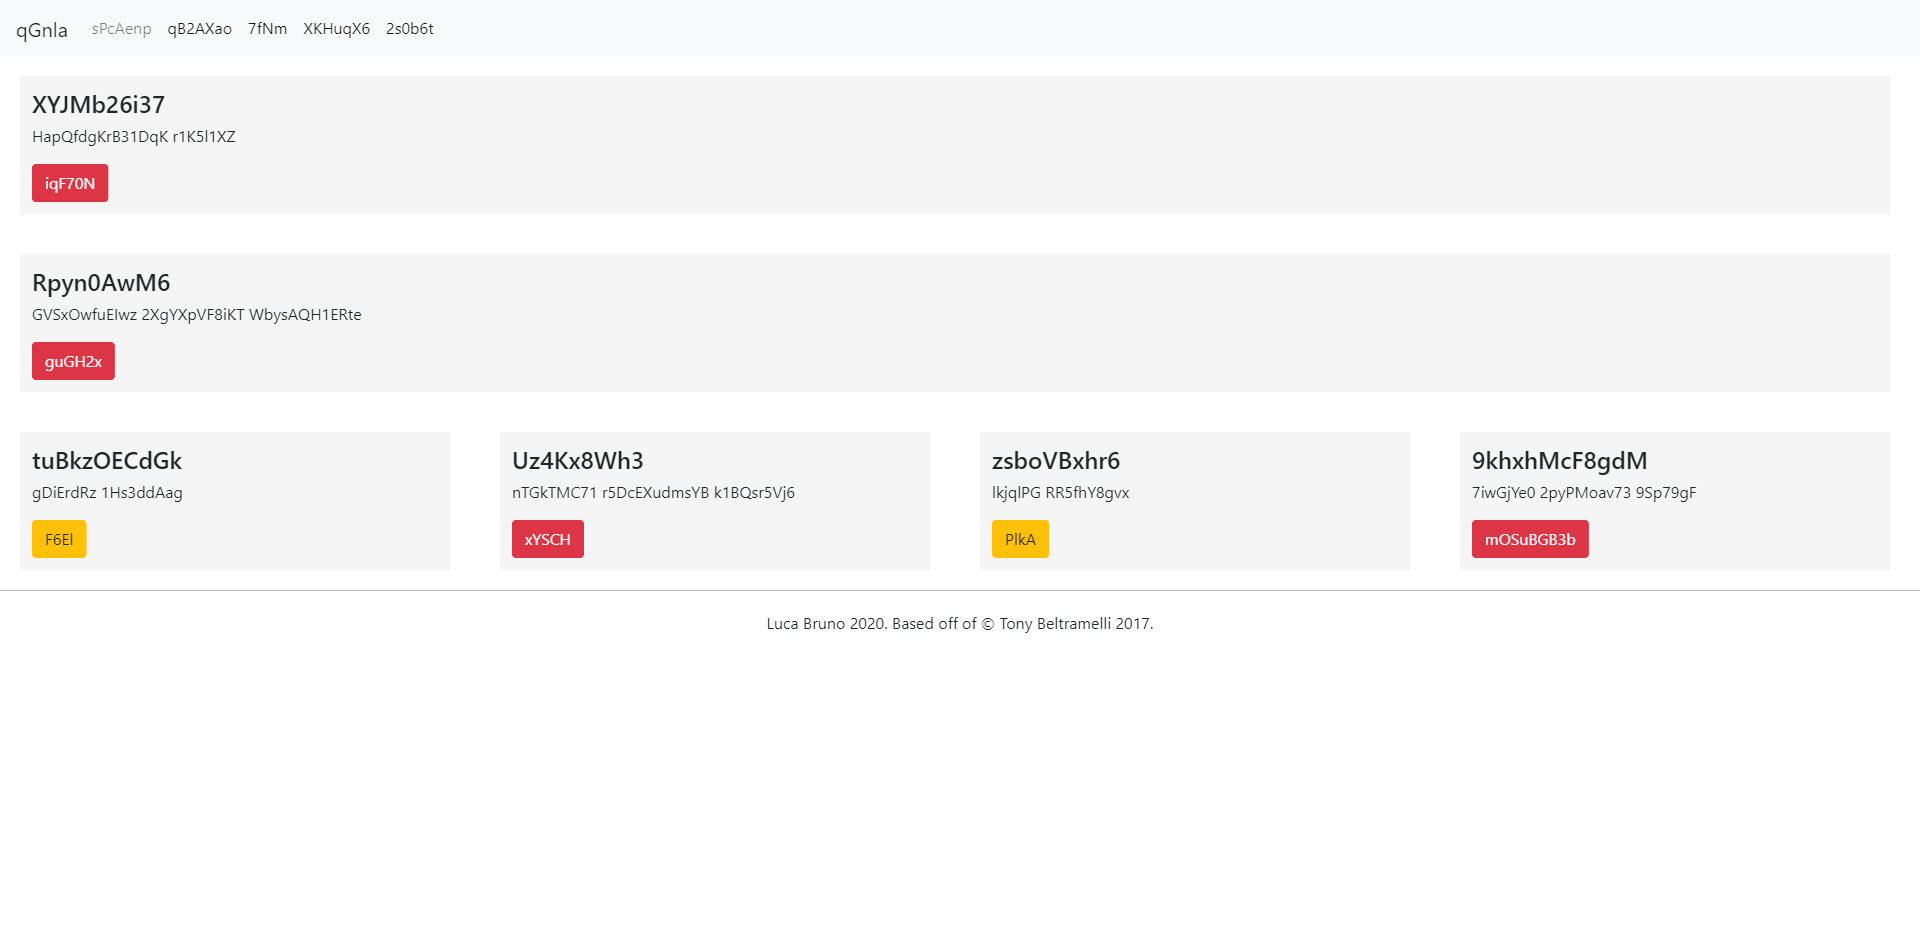 qGnla sPcAenp qB2AXao 7fNm XKHuqX6 2s0b6t
XYJMb26i37
HapQfdgKrB31DqK r1K5l1XZ
iqF70N
Rpyn0AwM6
GVSxOwfuEIwz 2XgYXpVF8iKT WbysAQH1ERte
guGH2x
tuBkzOECdGk
gDiErdRz 1Hs3ddAag
F6El
Uz4Kx8Wh3
nTGkTMC71 r5DcEXudmsYB k1BQsr5Vj6
xYSCH
zsboVBxhr6
lkjqlPG RR5fhY8gvx
PlkA
9khxhMcF8gdM
7iwGjYe0 2pyPMoav73 9Sp79gF
mOSuBGB3b
Luca Bruno 2020. Based off of © Tony Beltramelli 2017.